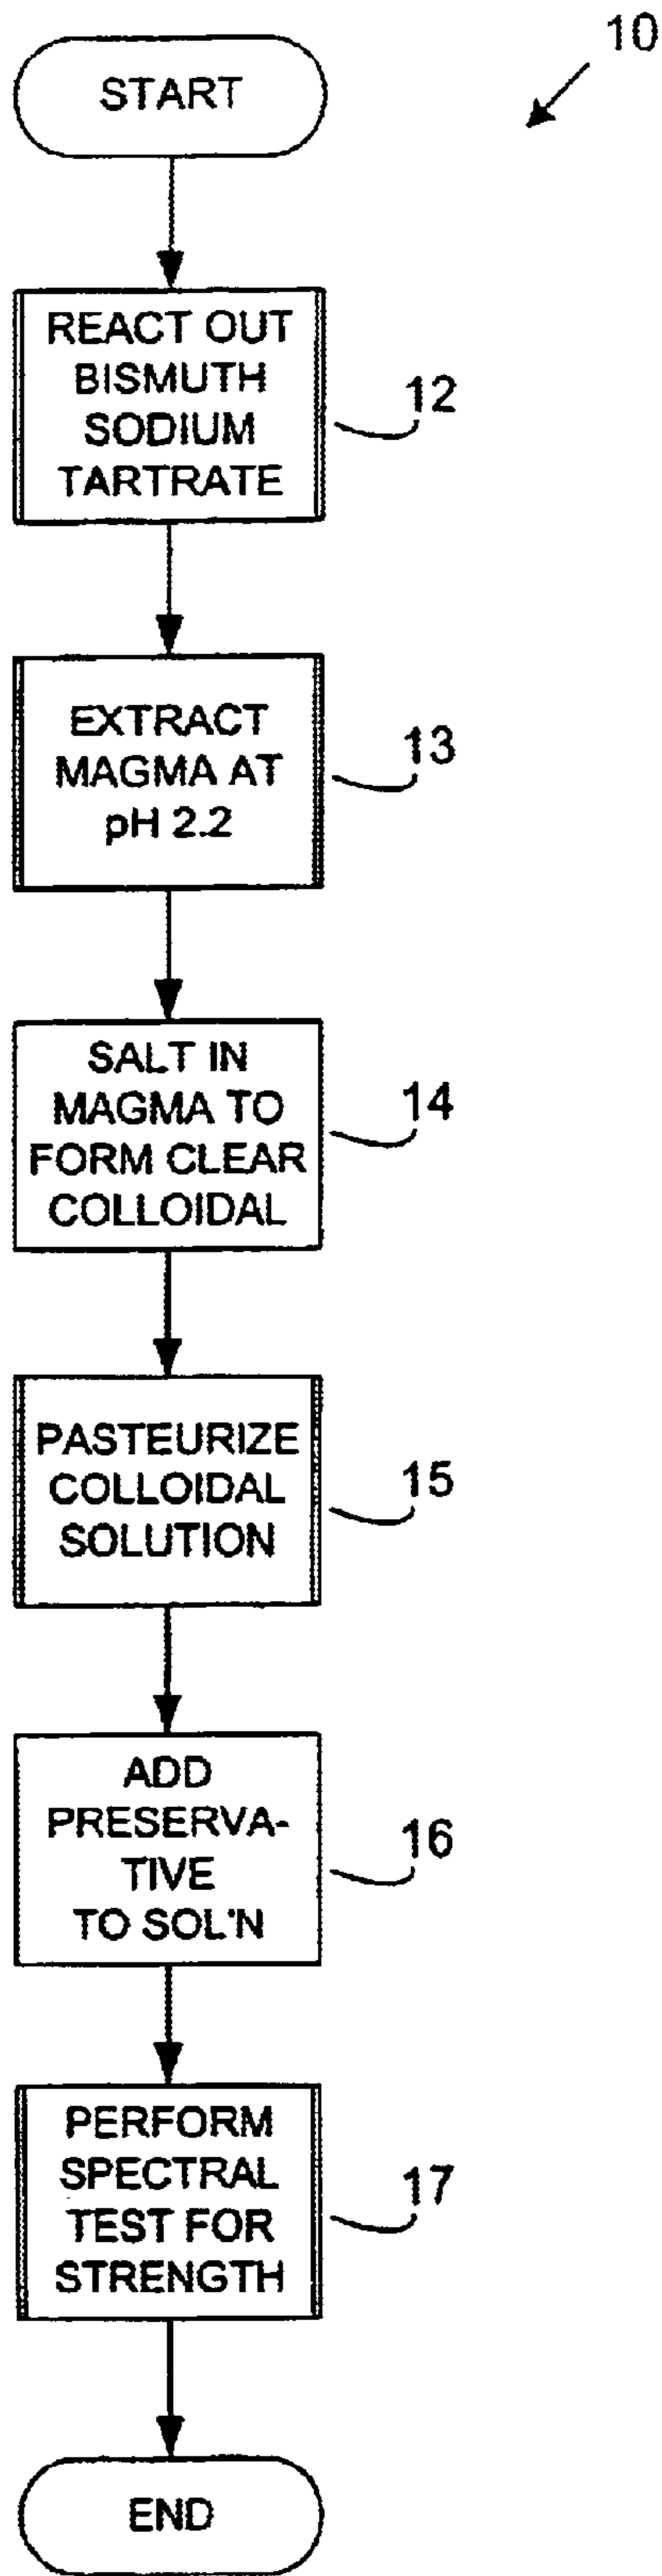 10
START
REACT OUT
BISMUTH
SODIUM
TARTRATE
12
EXTRACT
MAGMA AT
pH 2.2
13
SALT IN
MAGMA TO
FORM CLEAR
COLLOIDAL
14
PASTEURIZE
COLLOIDAL
SOLUTION
15
ADD
PRESERVA-
TIVE
TO SOL'N
16
PERFORM
SPECTRAL
TEST FOR
STRENGTH
17
END